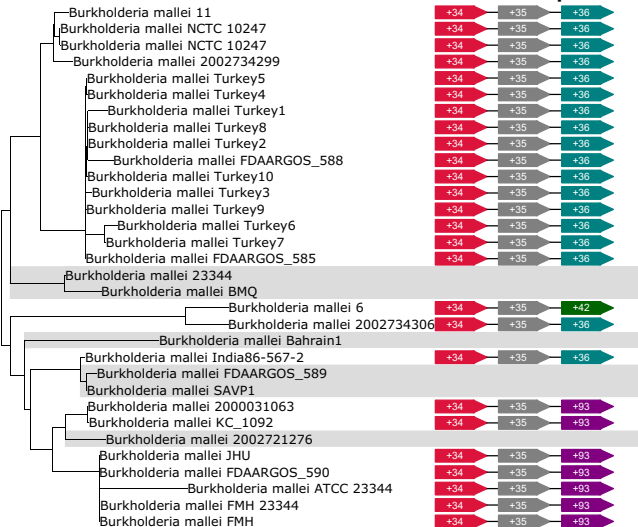 Burkholderia mallei 11 +34 +35 +36
Burkholderia mallei NCTC 10247 +34 +35 +36
Burkholderia mallei NCTC 10247 +34 +35 +36
Burkholderia mallei 2002734299 +34 +35 +36
Burkholderia mallei Turkey5 +34 +35 +36
Burkholderia mallei Turkey4 +34 +35 +36
Burkholderia mallei Turkey1 +34 +35 +36
Burkholderia mallei Turkey8 +34 +35 +36
Burkholderia mallei Turkey2 +34 +35 +36
Burkholderia mallei FDAARGOS_588 +34 +35 +36
Burkholderia mallei Turkey10 +34 +35 +36
Burkholderia mallei Turkey3 +34 +35 +36
Burkholderia mallei Turkey9 +34 +35 +36
Burkholderia mallei Turkey6 +34 +35 +36
Burkholderia mallei Turkey7 +34 +35 +36
Burkholderia mallei FDAARGOS_585 +34 +35 +36
Burkholderia mallei 23344
Burkholderia mallei BMQ
Burkholderia mallei 6 +34 +35 +42
Burkholderia mallei 2002734306 +34 +35 +36
Burkholderia mallei Bahrain1
Burkholderia mallei India86-567-2 +34 +35 +36
Burkholderia mallei FDAARGOS_589
Burkholderia mallei SAVP1
Burkholderia mallei 2000031063 +34 +35 +93
Burkholderia mallei KC_1092 +34 +35 +93
Burkholderia mallei 2002721276
Burkholderia mallei JHU +34 +35 +93
Burkholderia mallei FDAARGOS_590 +34 +35 +93
Burkholderia mallei ATCC 23344 +34 +35 +93
Burkholderia mallei FMH 23344 +34 +35 +93
Burkholderia mallei FMH +34 +35 +93